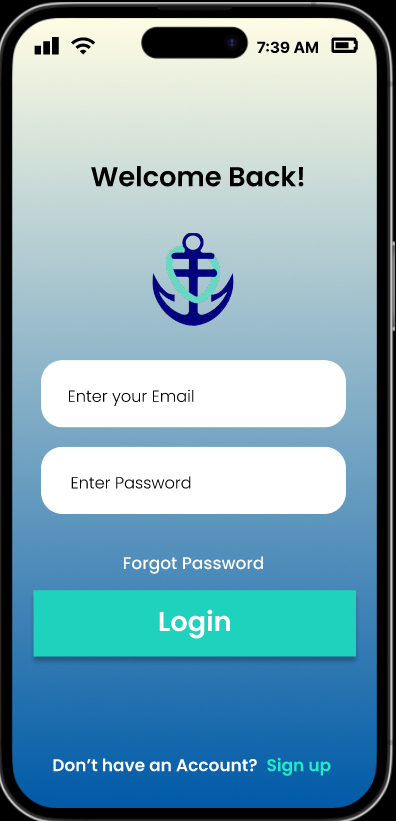 7:39 AM
Welcome Back!
Enter your Email
Enter Password
Forgot Password
Login
Don’t have an Account? Sign up